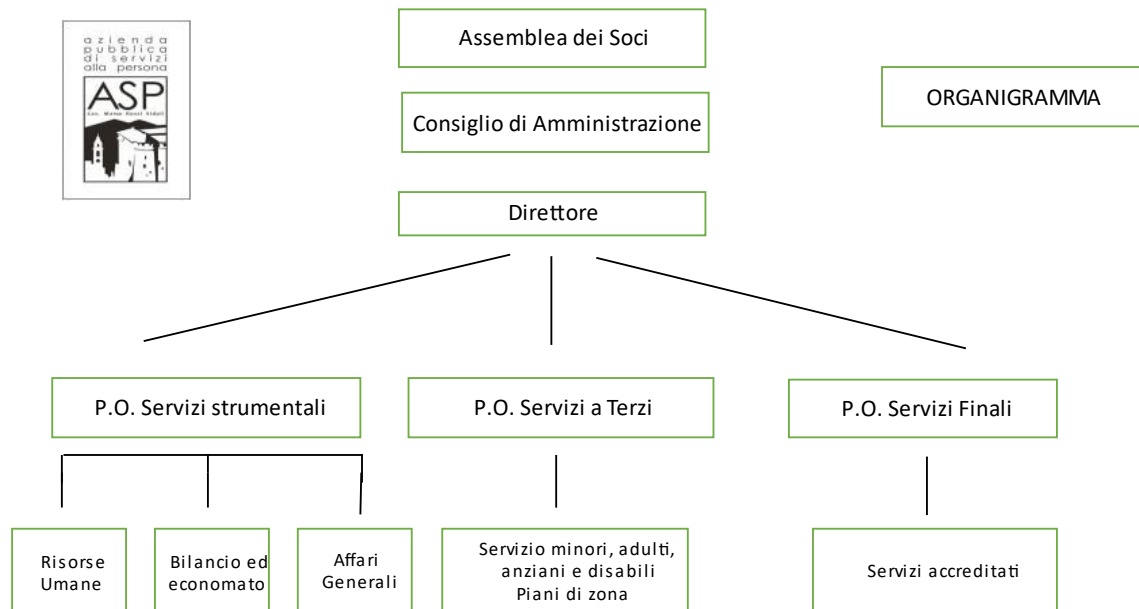 azienda
pubblica
di servizi
alla persona
ASP
Assemblea dei Soci
ORGANIGRAMMA
Consiglio di Amministrazione
Direttore
P.O. Servizi strumentali
P.O. Servizi a Terzi
P.O. Servizi Finali
Risorse
Umane
Bilancio ed
economato
Affari
Generali
Servizio minori, adulti,
anziani e disabili
Piani di zona
Servizi accreditati